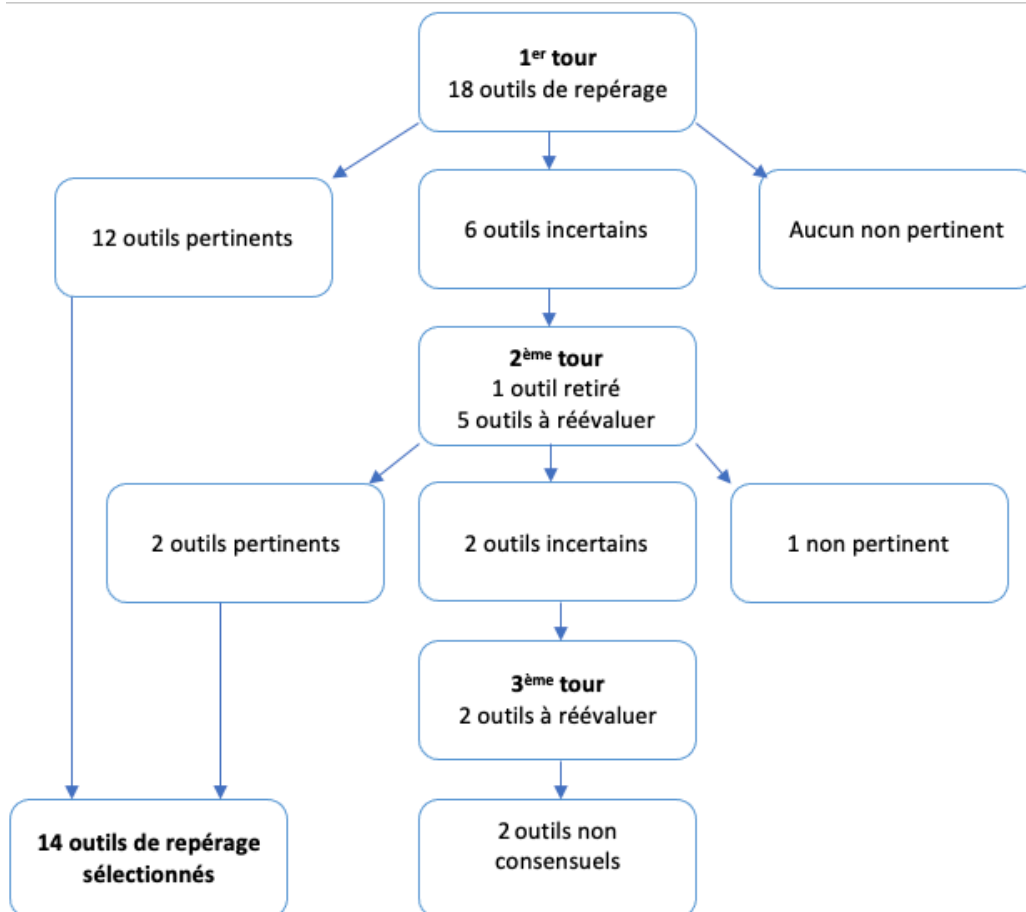 1er tour
18 outils de repérage
12 outils pertinents
6 outils incertains
Aucun non pertinent
2ème tour
1 outil retiré
5 outils à réévaluer
2 outils pertinents
2 outils incertains
1 non pertinent
3ème tour
2 outils à réévaluer
14 outils de repérage
sélectionnés
2 outils non
consensuels